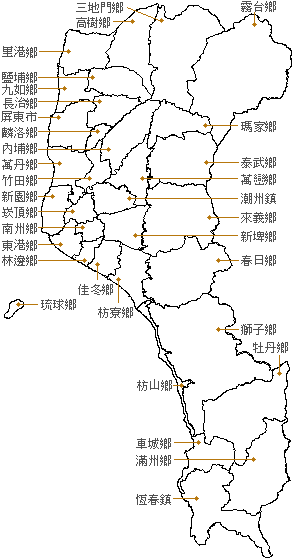 三地門鄉
霧台鄉
高樹鄉
里港鄉
鹽埔鄉
九如鄉
長治鄉
屏東市
瑪家鄉
麟洛鄉
內埔鄉
萬丹鄉
泰武鄉
竹田鄉
萬巒鄉
新園鄉
潮州鎮
崁頂鄉
來義鄉
南州鄉
新埤鄉
東港鄉
林邊鄉
春日鄉
佳冬鄉
琉球鄉
枋寮鄉
獅子鄉
牡丹鄉
枋山鄉
車城鄉
滿州鄉
恆春鎮